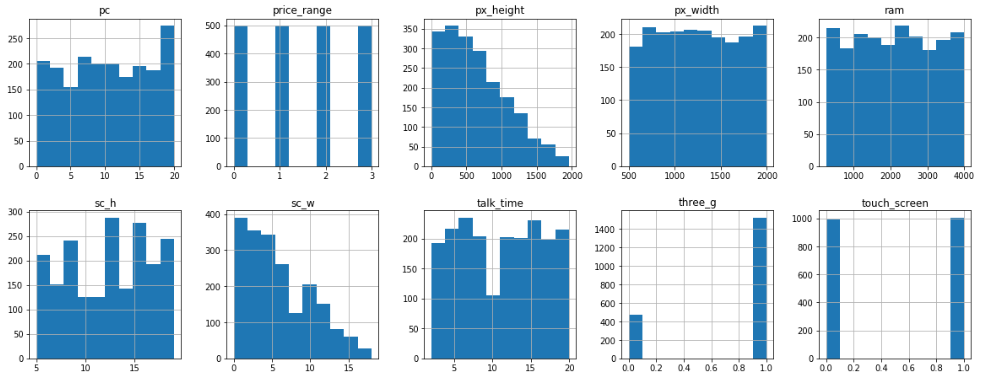 pc price_range px_height px_width ram
250 200 150 100 50 0
0 5 10 15 20
500 400 300 200 100 0
0 1 2 3
350 300 250 200 150 100 50 0
0 500 1000 1500 2000
200 150 100 50 0
500 1000 1500 2000
200 150 100 50 0
1000 2000 3000 4000
sc_h sc_w talk_time three_g touch_screen
300 250 200 150 100 50 0
5 10 15
400 300 200 100 0
0 5 10 15
200 150 100 50 0
5 10 15 20
1400 1200 1000 800 600 400 200 0
0.0 0.2 0.4 0.6 0.8 1.0
1000 800 600 400 200 0
0.0 0.2 0.4 0.6 0.8 1.0